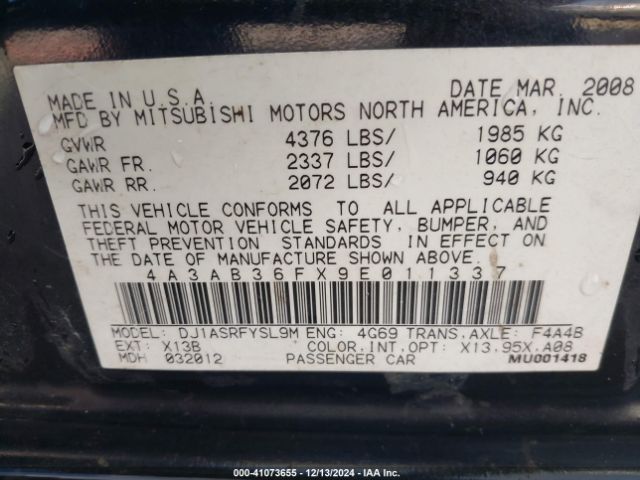 MADE IN U.S.A. DATE MAR. 2008
MFD BY MITSUBISHI MOTORS NORTH AMERICA, INC.
GVWR 4376 LBS/ 1985 KG
GAWR FR. 2337 LBS/ 1060 KG
GAWR RR. 2072 LBS/ 940 KG
THIS VEHICLE CONFORMS TO ALL APPLICABLE
FEDERAL MOTOR VEHICLE SAFETY, BUMPER, AND
THEFT PREVENTION STANDARDS IN EFFECT ON
THE DATE OF MANUFACTURE SHOWN ABOVE.
4A3AB36FX9E011337
MODEL: DJ1ASRFYSL9M ENG: 4G69 TRANS.AXLE: F4A4B
EXT: X13B COLOR,INT,OPT: X13,95X,A08
MDH 032012 PASSENGER CAR MU001418
000-41073655 - 12/13/2024 - IAA Inc.